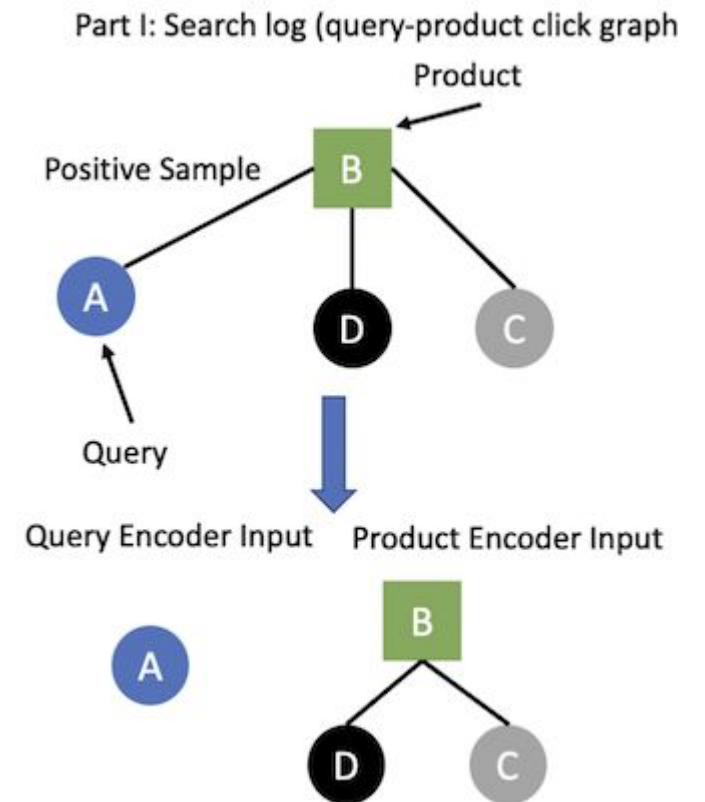 Part I: Search log (query-product click graph
Product
Positive Sample
B
A
D
C
Query
Query Encoder Input
Product Encoder Input
B
A
D
C